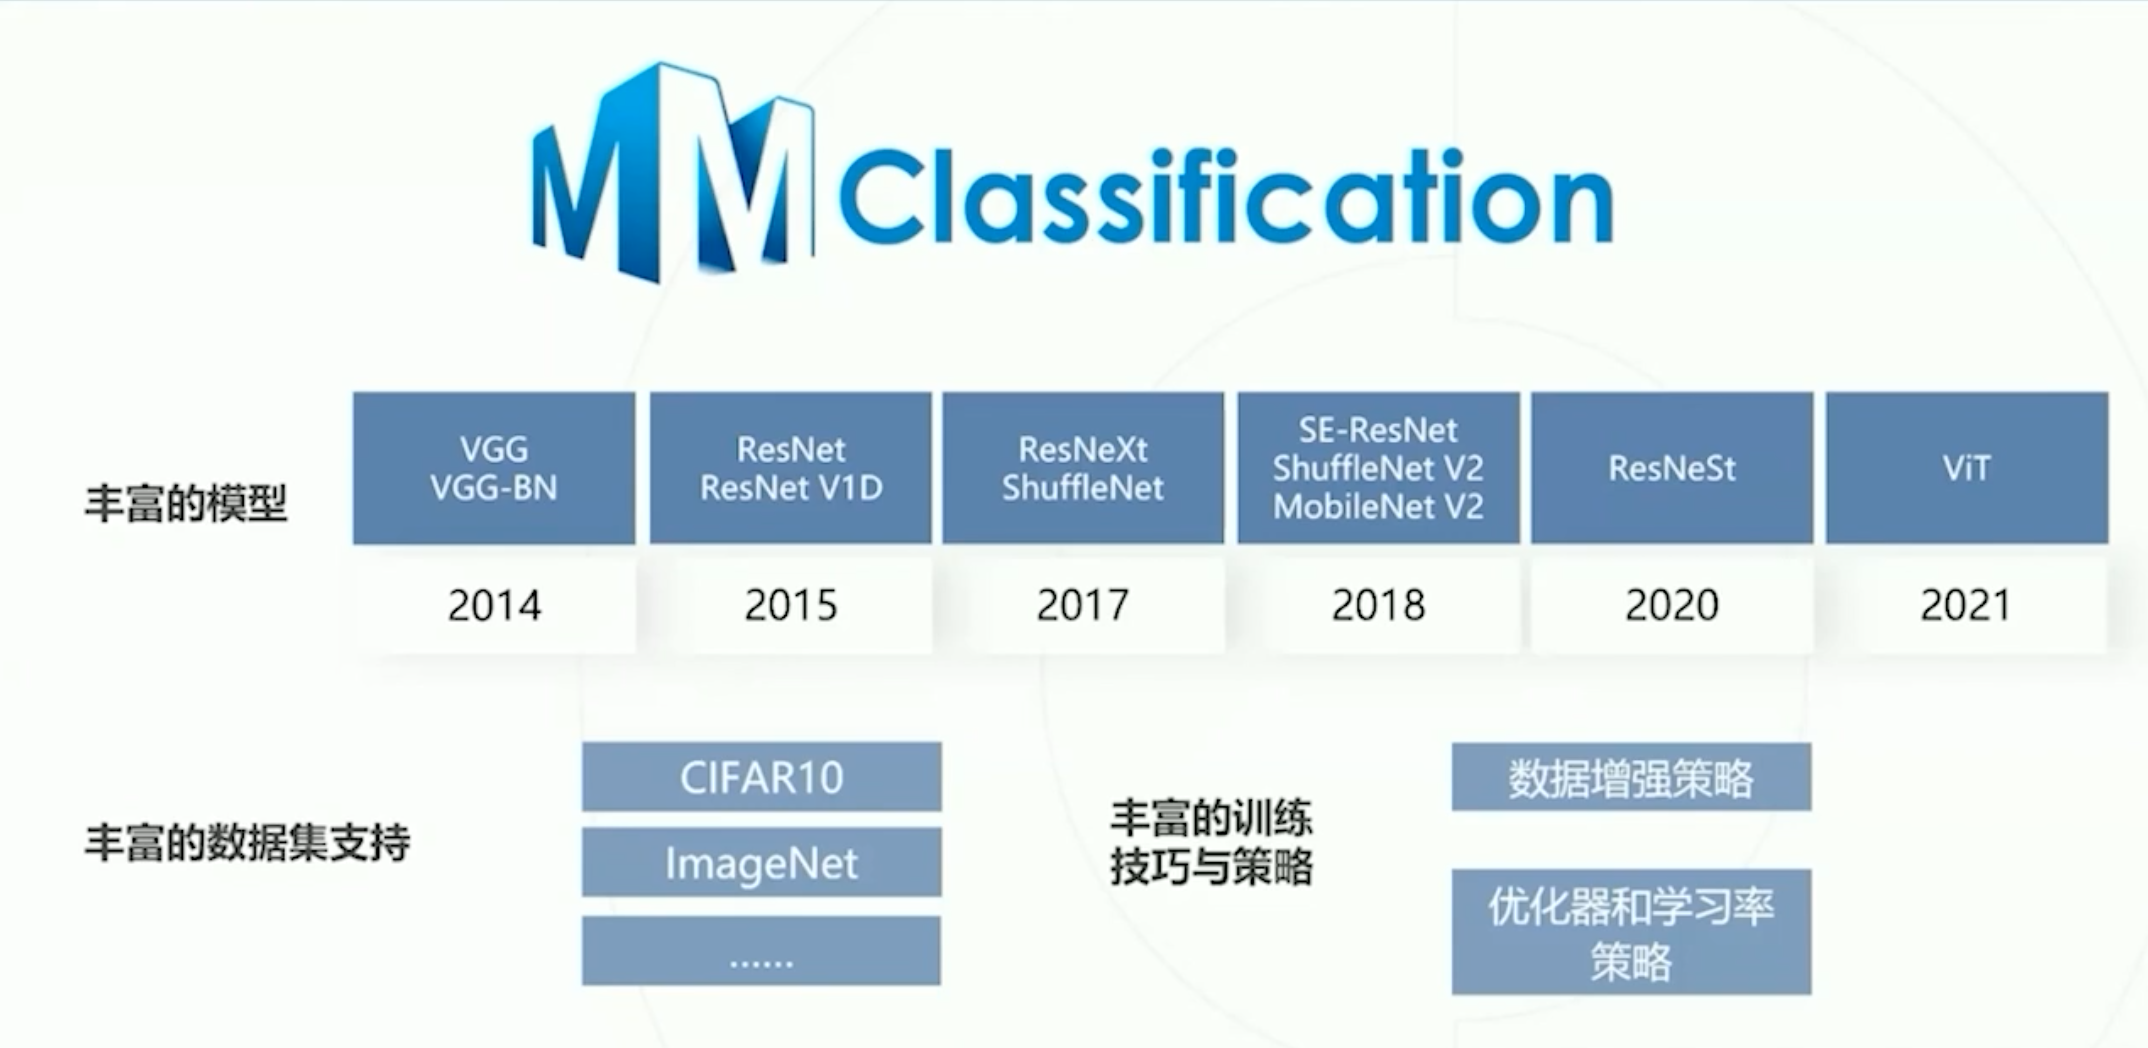 MMClassification
丰富的模型
VGG
VGG-BN
ResNet
ResNet V1D
ResNeXt
ShuffleNet
SE-ResNet
ShuffleNet V2
MobileNet V2
ResNeSt
ViT
2014
2015
2017
2018
2020
2021
丰富的数据集支持
CIFAR10
ImageNet
......
丰富的训练
技巧与策略
数据增强策略
优化器和学习率
策略